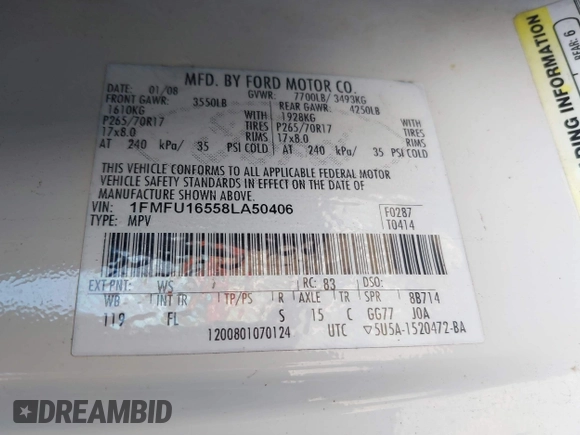 MFD. BY FORD MOTOR CO.
DATE: 01/08 GVWR: 7700LB/ 3493KG
FRONT GAWR: 3550LB REAR GAWR: 4250LB
1610KG 1928KG
P265/70R17 TIRES P265/70R17 TIRES
17x8.0 RIMS 17x8.0 RIMS
AT 240 kPa/ 35 PSI COLD AT 240 kPa/ 35 PSI COLD
THIS VEHICLE CONFORMS TO ALL APPLICABLE FEDERAL MOTOR
VEHICLE SAFETY STANDARDS IN EFFECT ON THE DATE OF
MANUFACTURE SHOWN ABOVE.
VIN: 1FMFU16558LA50406 F0287
TYPE: MPV T0414
EXT PNT: WS RC: 83 DSO:
WB INT TR TP/PS R AXLE TR SPR 8B714
119 FL S 15 C GG77 JOA
1200801070124 UTC 5U5A-1520472-BA
INFORMATION
REAR: 6
DREAMBID